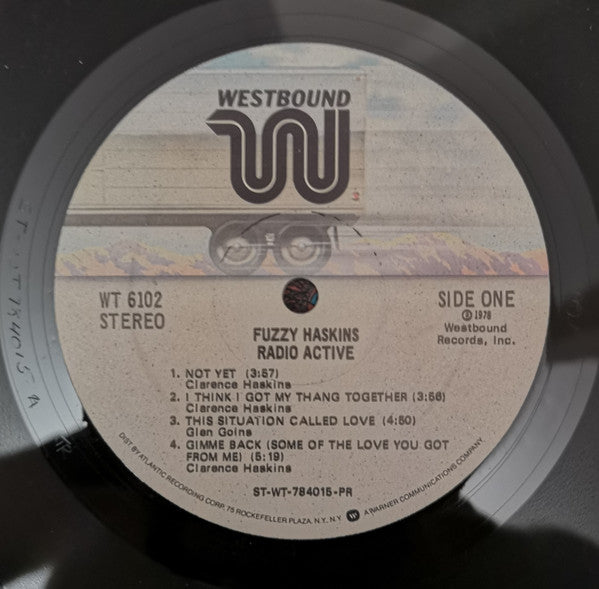 WESTBOUND
W
WT 6102
STEREO
SIDE ONE
℗ 1978
Westbound
Records, Inc.
FUZZY HASKINS
RADIO ACTIVE
1. NOT YET (3:57)
Clarence Haskins
2. I THINK I GOT MY THANG TOGETHER (3:56)
Clarence Haskins
3. THIS SITUATION CALLED LOVE (4:50)
Glen Goins
4. GIMME BACK (SOME OF THE LOVE YOU GOT
FROM ME) (5:19)
Clarence Haskins
ST-WT-784015-PR
DIST BY ATLANTIC RECORDING CORP. 75 ROCKEFELLER PLAZA, N.Y., N.Y. W A WARNER COMMUNICATIONS COMPANY